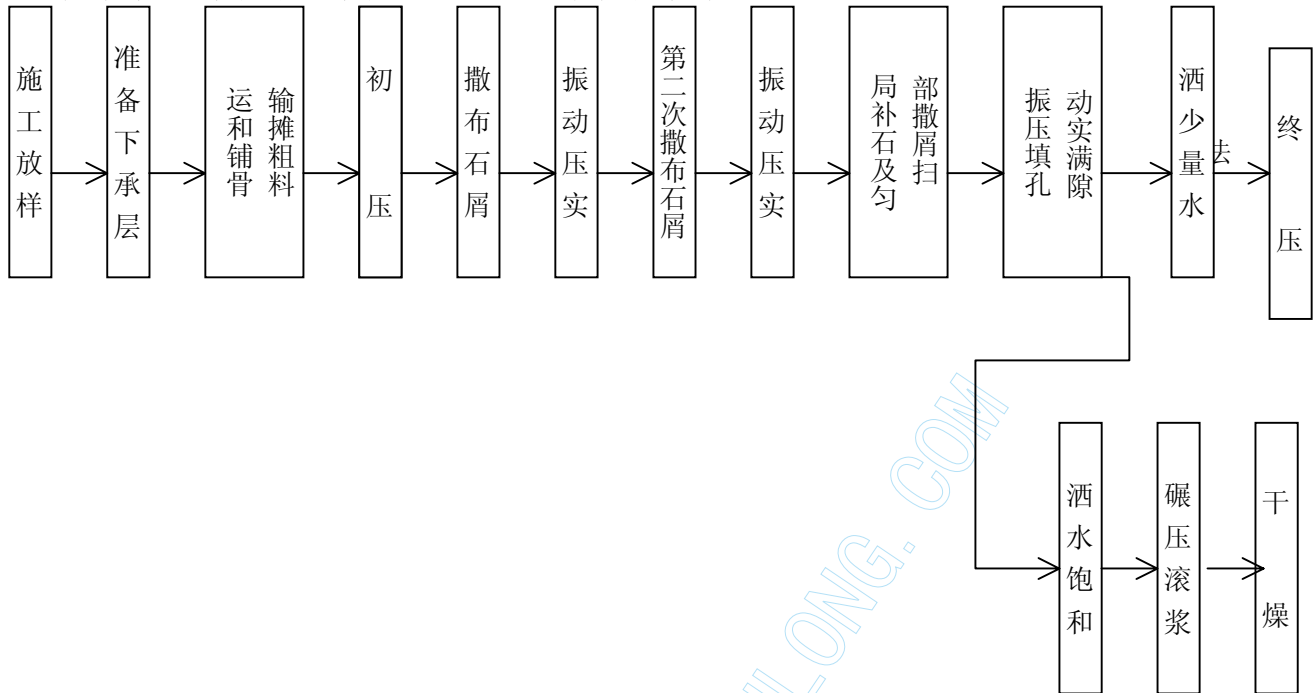 施工放样
准备下承层
运输和摊铺粗骨料
初压
撒布石屑
振动压实
第二次撒布石屑
振动压实
局部补撒石屑及扫匀
振动压实填满孔隙
洒少量水
终压
洒水饱和
碾压滚浆
干燥
LONG. COM